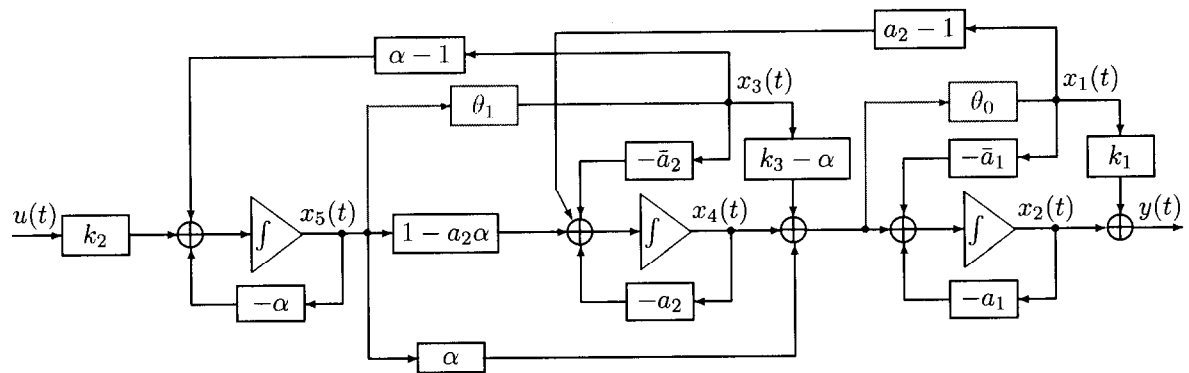 a₂ − 1
α − 1
x₃(t)
x₁(t)
θ₁
θ₀
−ā₂
k₃ − α
−ā₁
k₁
u(t)
k₂
∫
x₅(t)
1 − a₂α
∫
x₄(t)
∫
x₂(t)
y(t)
−α
−a₂
−a₁
α